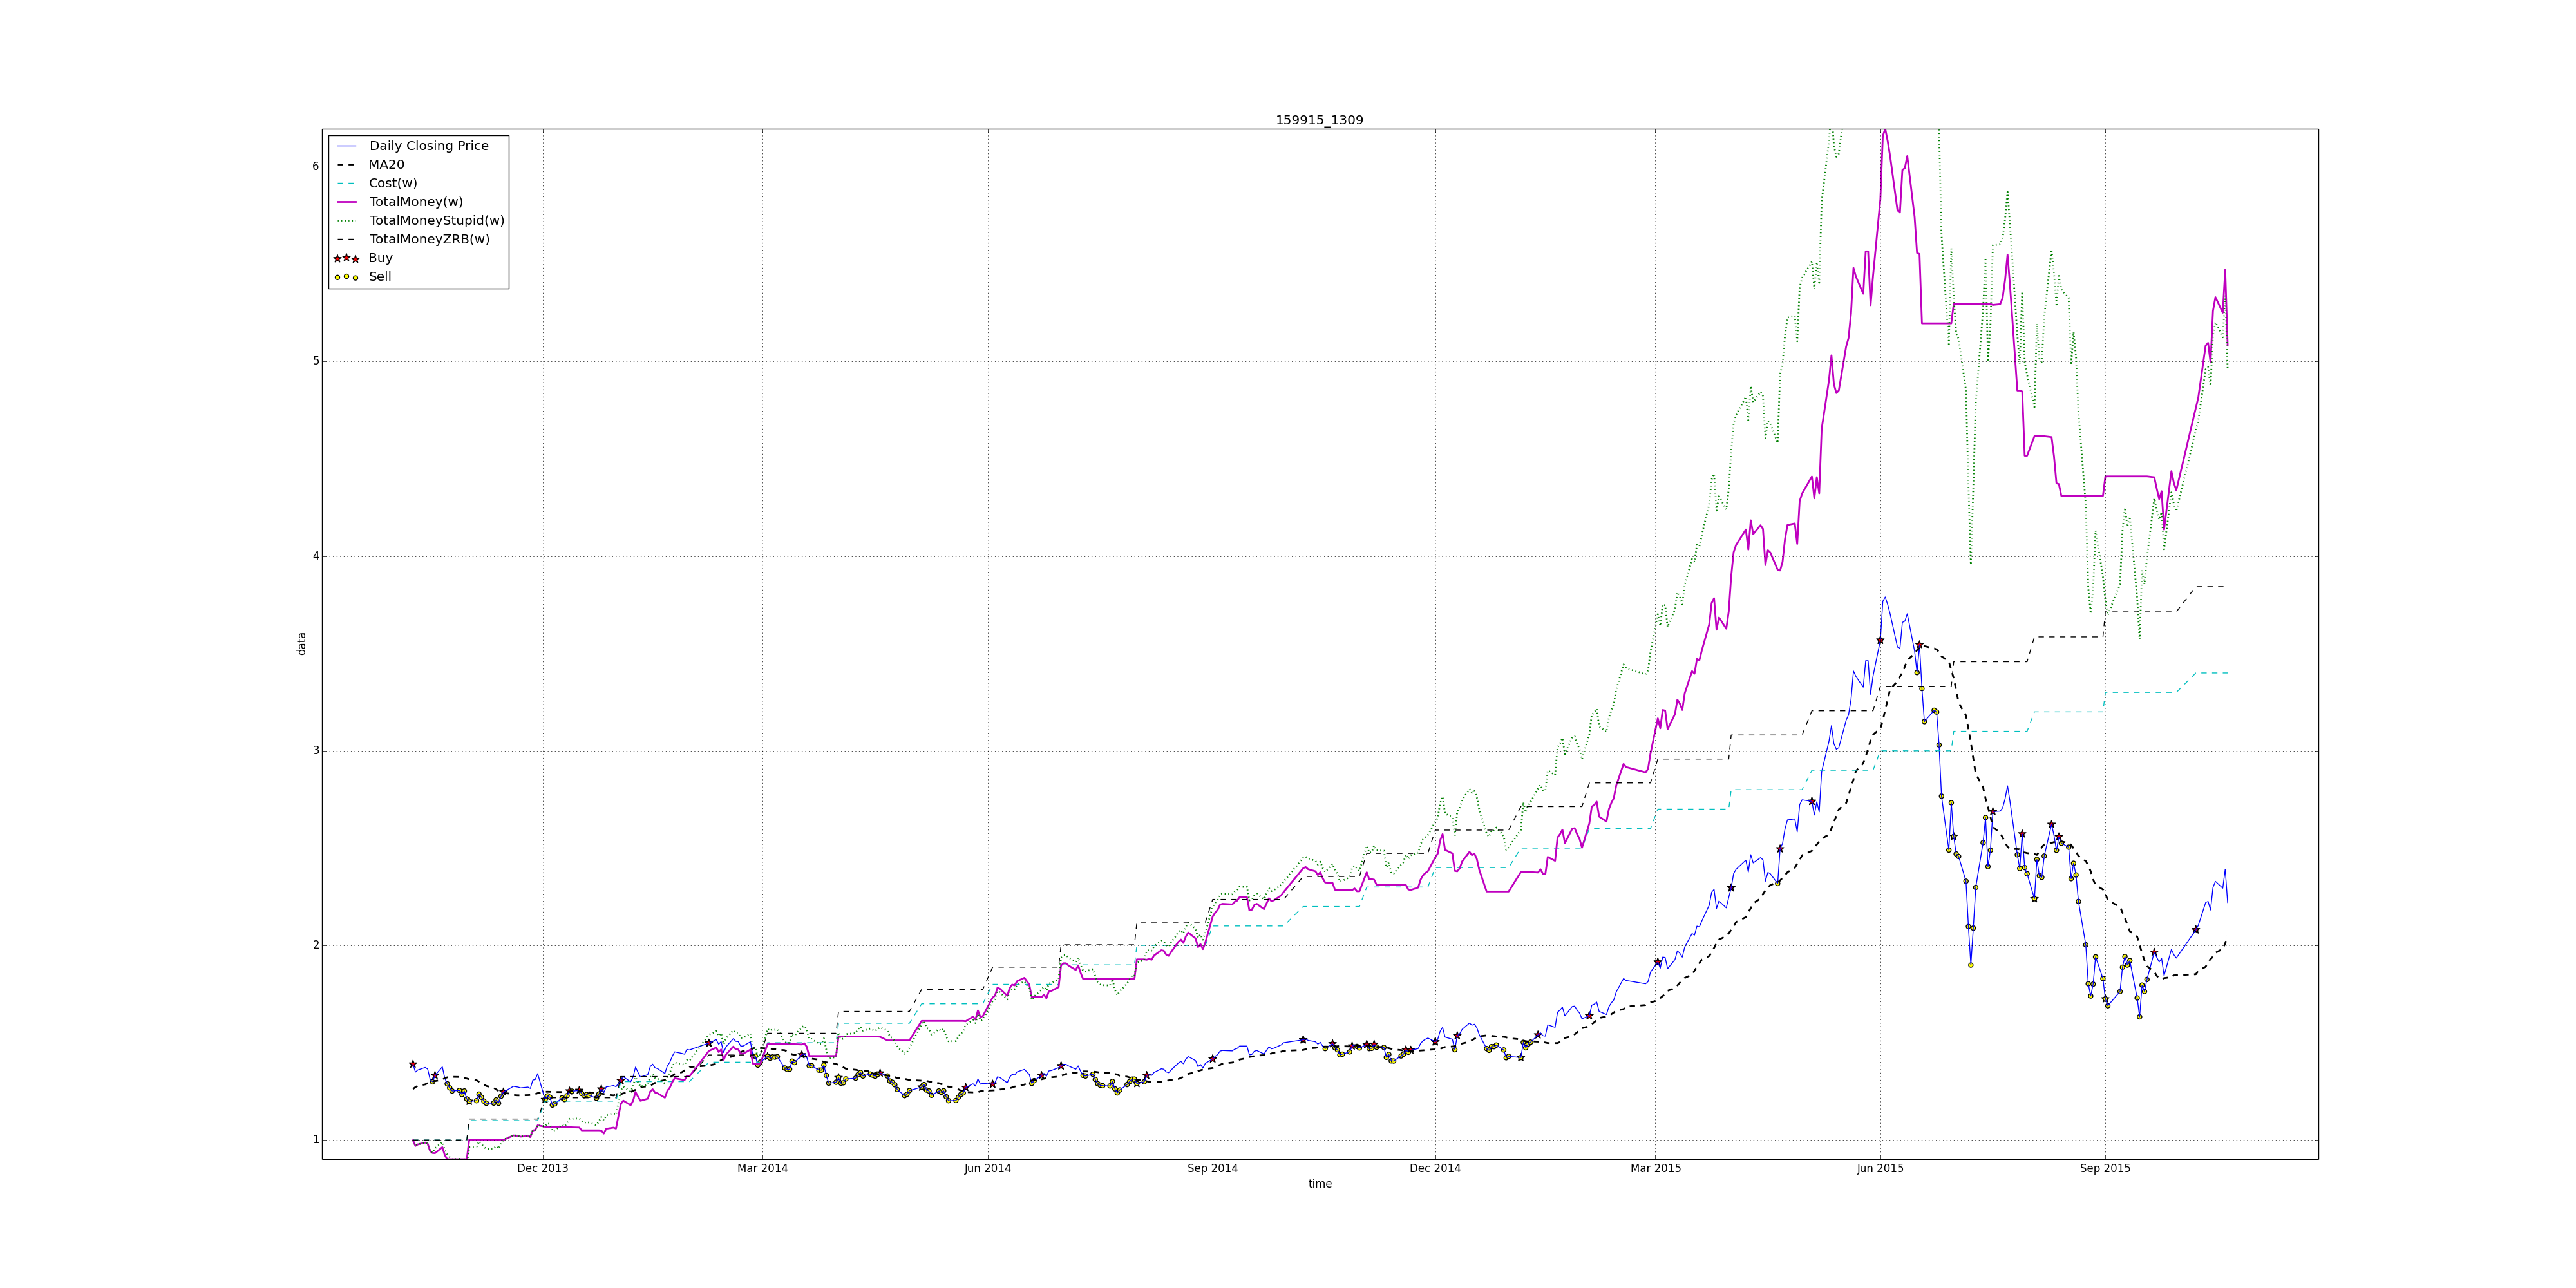 159915_1309
Daily Closing Price
MA20
Cost(w)
TotalMoney(w)
TotalMoneyStupid(w)
TotalMoneyZRB(w)
Buy
Sell
6
5
4
3
2
1
data
Dec 2013 Mar 2014 Jun 2014 Sep 2014 Dec 2014 Mar 2015 Jun 2015 Sep 2015
time